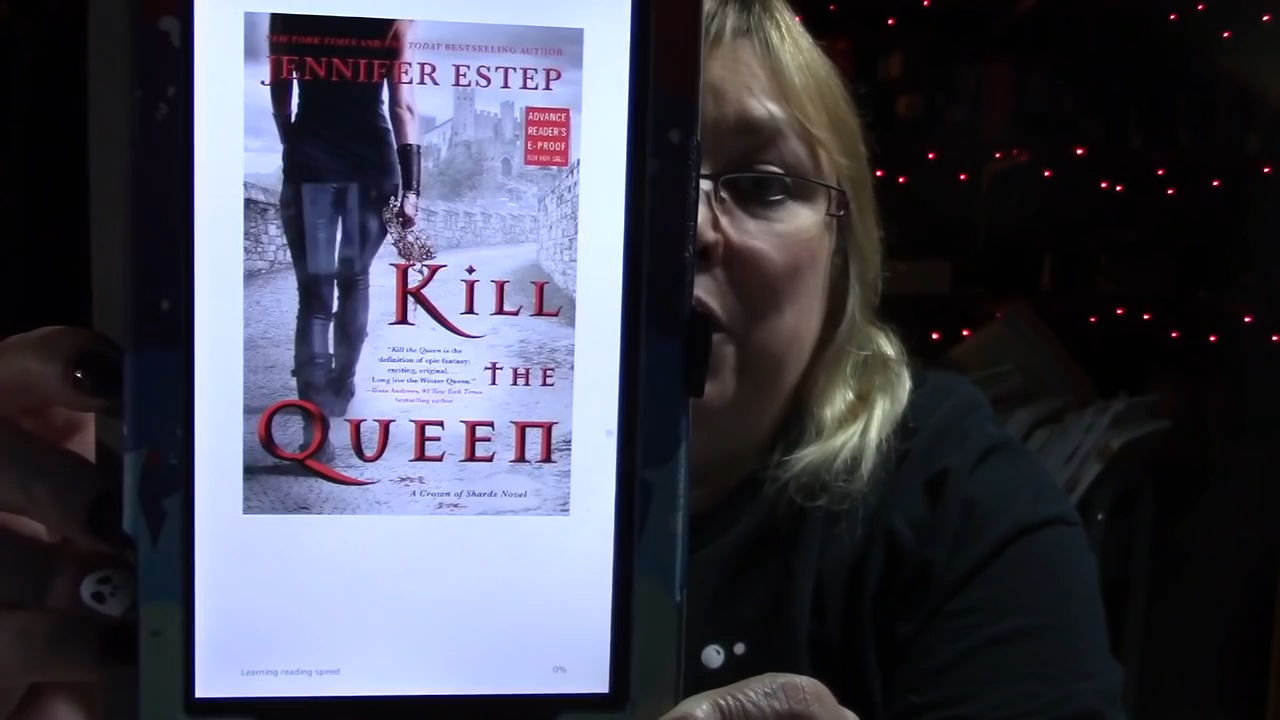 NEW YORK TIMES AND USA TODAY BESTSELLING AUTHOR
JENNIFER ESTEP
ADVANCE
READER'S
E-PROOF
NOT FOR SALE
KILL
"Kill the Queen is the
definition of epic fantasy:
exciting, original. . . .
Long live the Winter Queen."
—Ilona Andrews, #1 New York Times
bestselling author
THE
QUEEN
A Crown of Shards Novel
Learning reading speed
0%